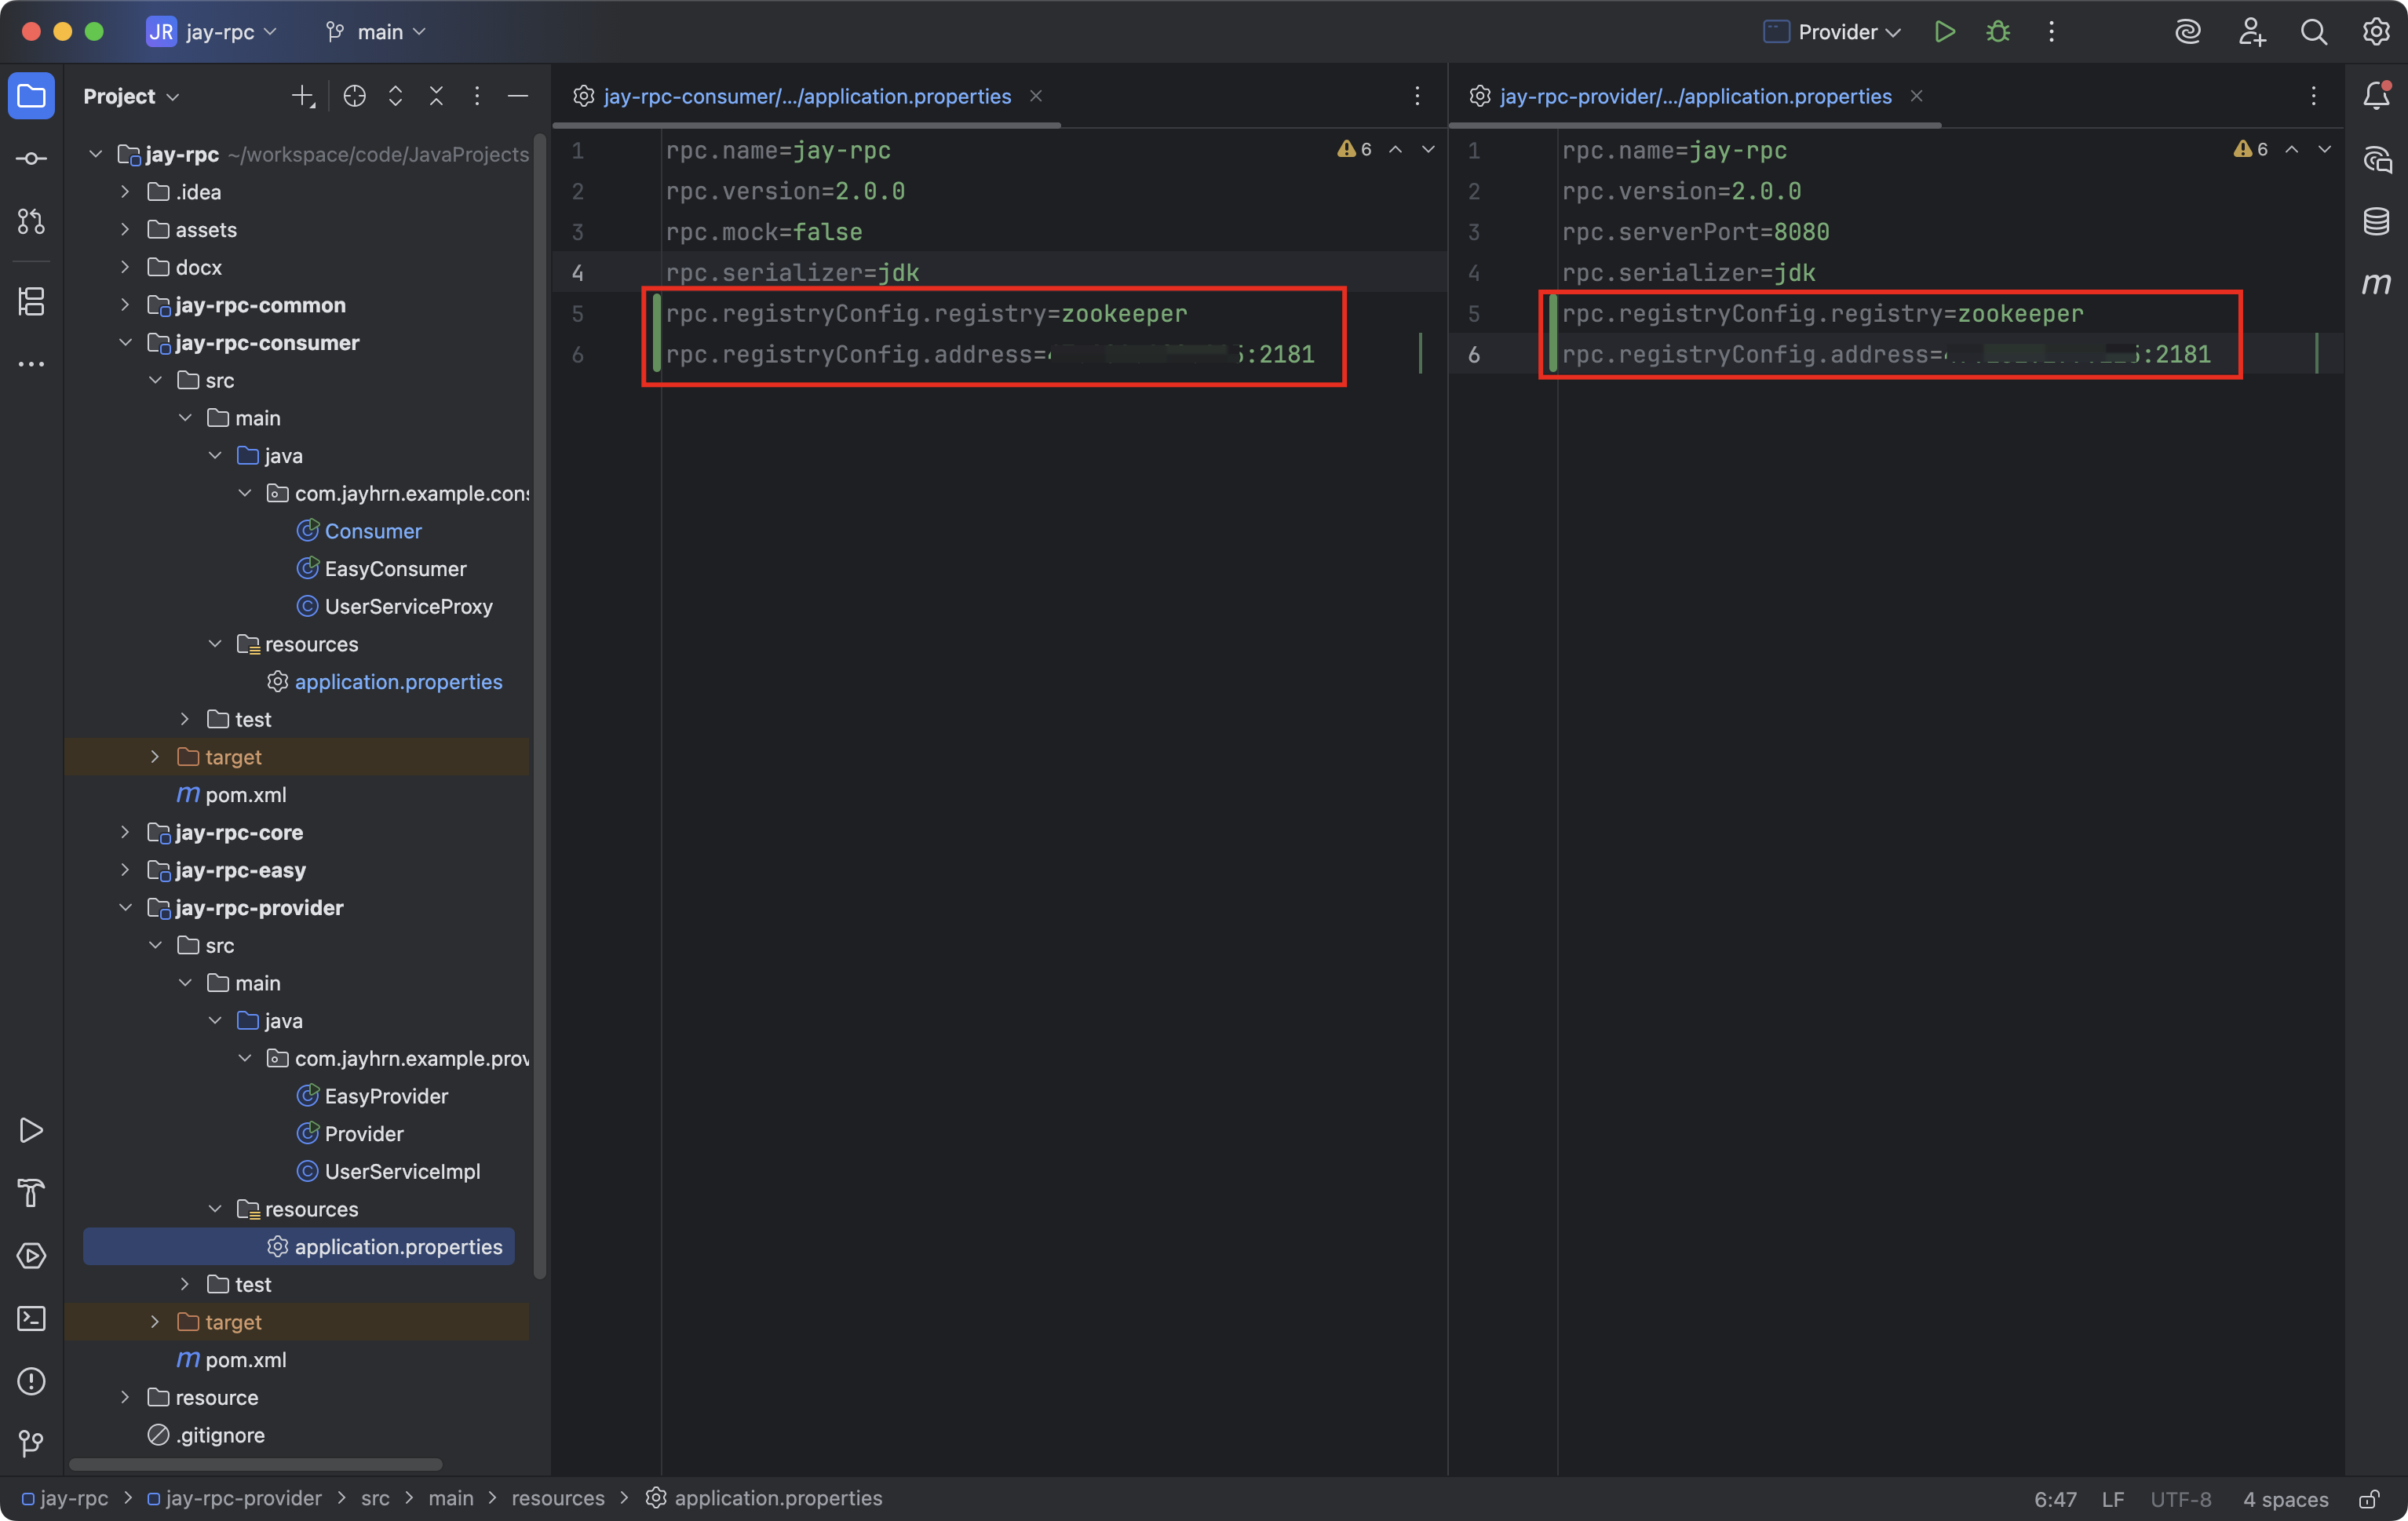 JR jay-rpc
main
Provider
Project
jay-rpc ~/workspace/code/JavaProjects
.idea
assets
docx
jay-rpc-common
jay-rpc-consumer
src
main
java
com.jayhrn.example.cons
Consumer
EasyConsumer
UserServiceProxy
resources
application.properties
test
target
m pom.xml
jay-rpc-core
jay-rpc-easy
jay-rpc-provider
src
main
java
com.jayhrn.example.prov
EasyProvider
Provider
UserServiceImpl
resources
application.properties
test
target
m pom.xml
resource
.gitignore
jay-rpc-consumer/.../application.properties
6
1 rpc.name=jay-rpc
2 rpc.version=2.0.0
3 rpc.mock=false
4 rpc.serializer=jdk
5 rpc.registryConfig.registry=zookeeper
6 rpc.registryConfig.address= :2181
jay-rpc-provider/.../application.properties
6
1 rpc.name=jay-rpc
2 rpc.version=2.0.0
3 rpc.serverPort=8080
4 rpc.serializer=jdk
5 rpc.registryConfig.registry=zookeeper
6 rpc.registryConfig.address= :2181
m
jay-rpc > jay-rpc-provider > src > main > resources > application.properties
6:47 LF UTF-8 4 spaces